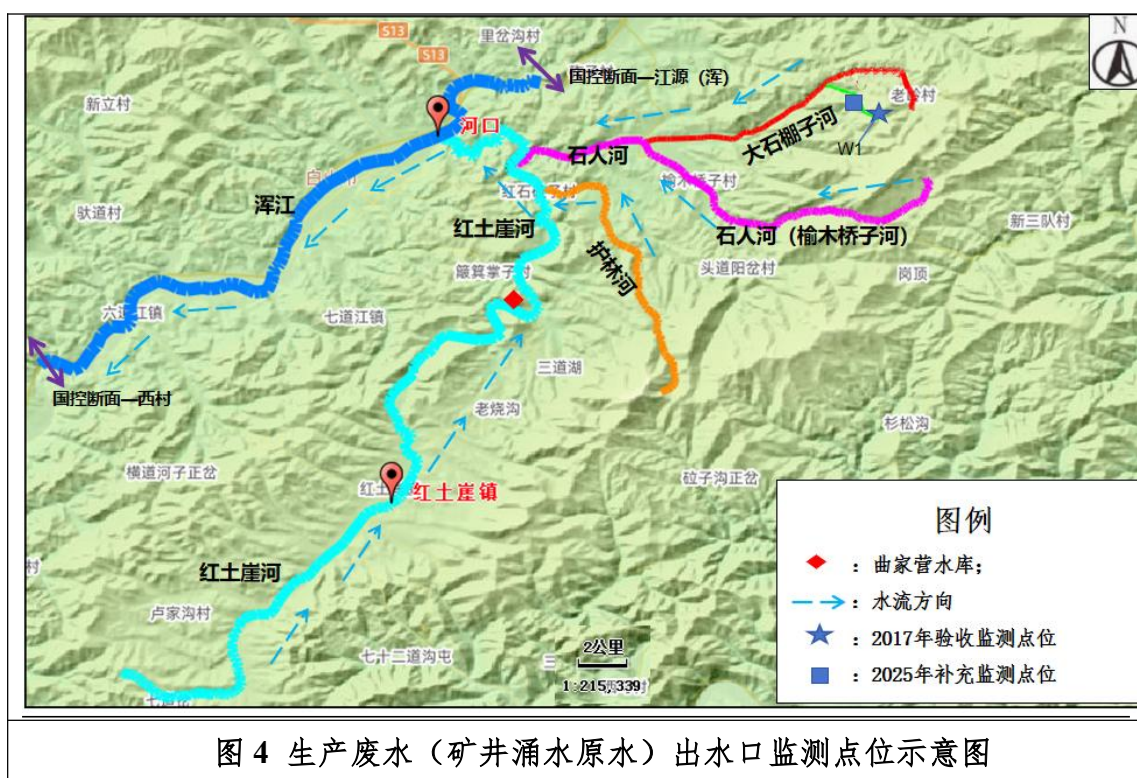 S13
里岔沟村
N
S13
国控断面—江源（浑）
新立村
老岭村
河口
大石棚子河
W1
石人河
榆木桥子村
浑江
驮道村
红土崖河
石人河（榆木桥子河）
新三队村
护林河
簸箕掌子村
头道阳岔村
岗顶
六道江镇
七道江镇
三道湖
国控断面—西村
老烧沟
杉松沟
横道河子正岔
砬子沟正岔
红土崖镇
图例
：曲家营水库；
红土崖河
：水流方向
卢家沟村
：2017年验收监测点位
七十二道沟屯
2公里
：2025年补充监测点位
1:215,339
村
图 4 生产废水（矿井涌水原水）出水口监测点位示意图